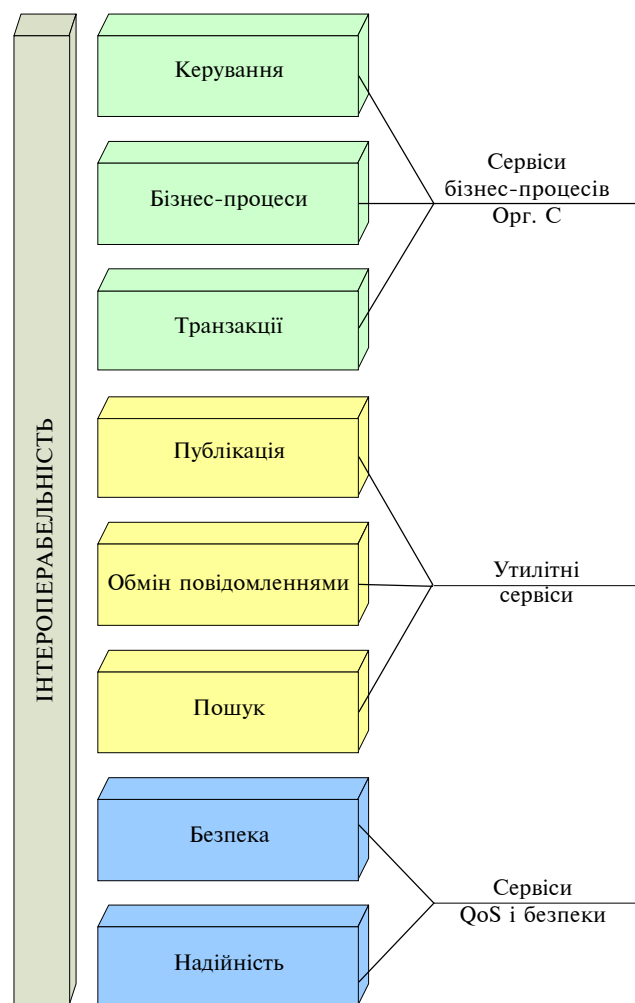 ІНТЕРОПЕРАБЕЛЬНІСТЬ
Керування
Бізнес-процеси
Транзакції
Сервіси
бізнес-процесів
Орг. С
Публікація
Обмін повідомленнями
Пошук
Утилітні
сервіси
Безпека
Надійність
Сервіси
QoS і безпеки